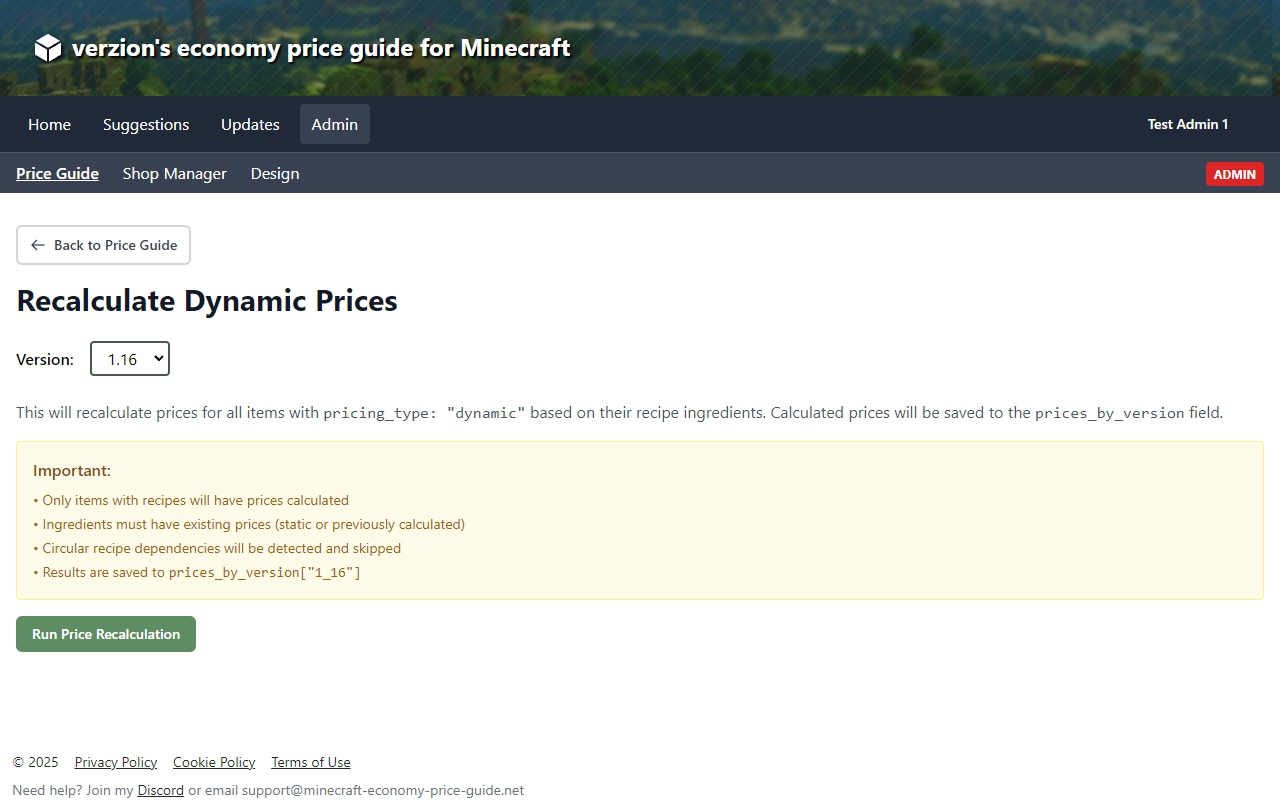 verzion's economy price guide for Minecraft
Home Suggestions Updates Admin Test Admin 1
Price Guide Shop Manager Design ADMIN
← Back to Price Guide
Recalculate Dynamic Prices
Version: 1.16
This will recalculate prices for all items with pricing_type: "dynamic" based on their recipe ingredients. Calculated prices will be saved to the prices_by_version field.
Important:
• Only items with recipes will have prices calculated
• Ingredients must have existing prices (static or previously calculated)
• Circular recipe dependencies will be detected and skipped
• Results are saved to prices_by_version["1_16"]
Run Price Recalculation
© 2025 Privacy Policy Cookie Policy Terms of Use
Need help? Join my Discord or email support@minecraft-economy-price-guide.net